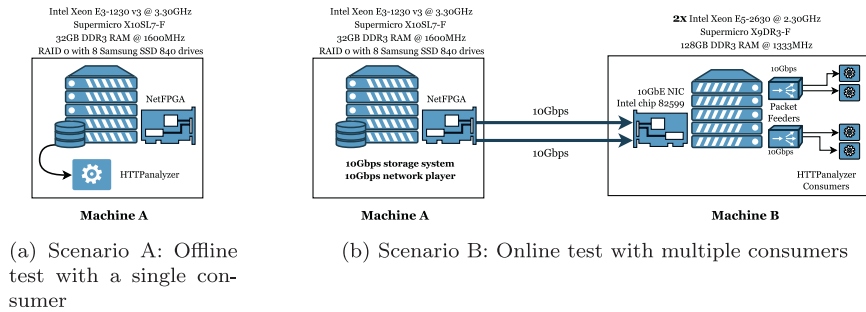 Intel Xeon E3-1230 v3 @ 3.30GHz
Supermicro X10SL7-F
32GB DDR3 RAM @ 1600MHz
RAID 0 with 8 Samsung SSD 840 drives
NetFPGA
HTTPanalyzer
Machine A
(a) Scenario A: Offline
test with a single con-
sumer
Intel Xeon E3-1230 v3 @ 3.30GHz
Supermicro X10SL7-F
32GB DDR3 RAM @ 1600MHz
RAID 0 with 8 Samsung SSD 840 drives
NetFPGA
10Gbps storage system
10Gbps network player
Machine A
10Gbps
10Gbps
2x Intel Xeon E5-2630 @ 2.30GHz
Supermicro X9DR3-F
128GB DDR3 RAM @ 1333MHz
10GbE NIC
Intel chip 82599
10Gbps
Packet
Feeders
10Gbps
HTTPanalyzer
Consumers
Machine B
(b) Scenario B: Online test with multiple consumers